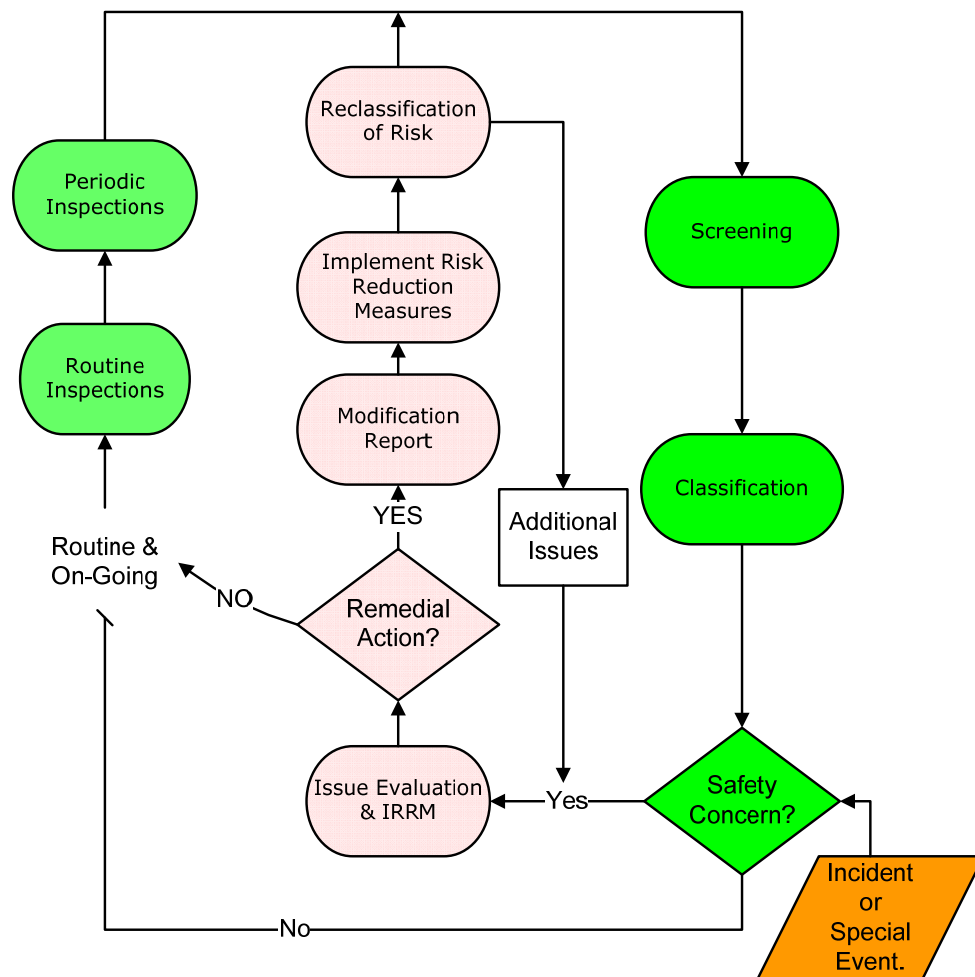 Reclassification
of Risk
Periodic
Inspections
Screening
Implement Risk
Reduction
Measures
Routine
Inspections
Modification
Report
Classification
YES
Additional
Issues
Routine &
On-Going
NO
Remedial
Action?
Issue Evaluation
& IRRM
Yes
Safety
Concern?
Incident
or
Special
Event.
No